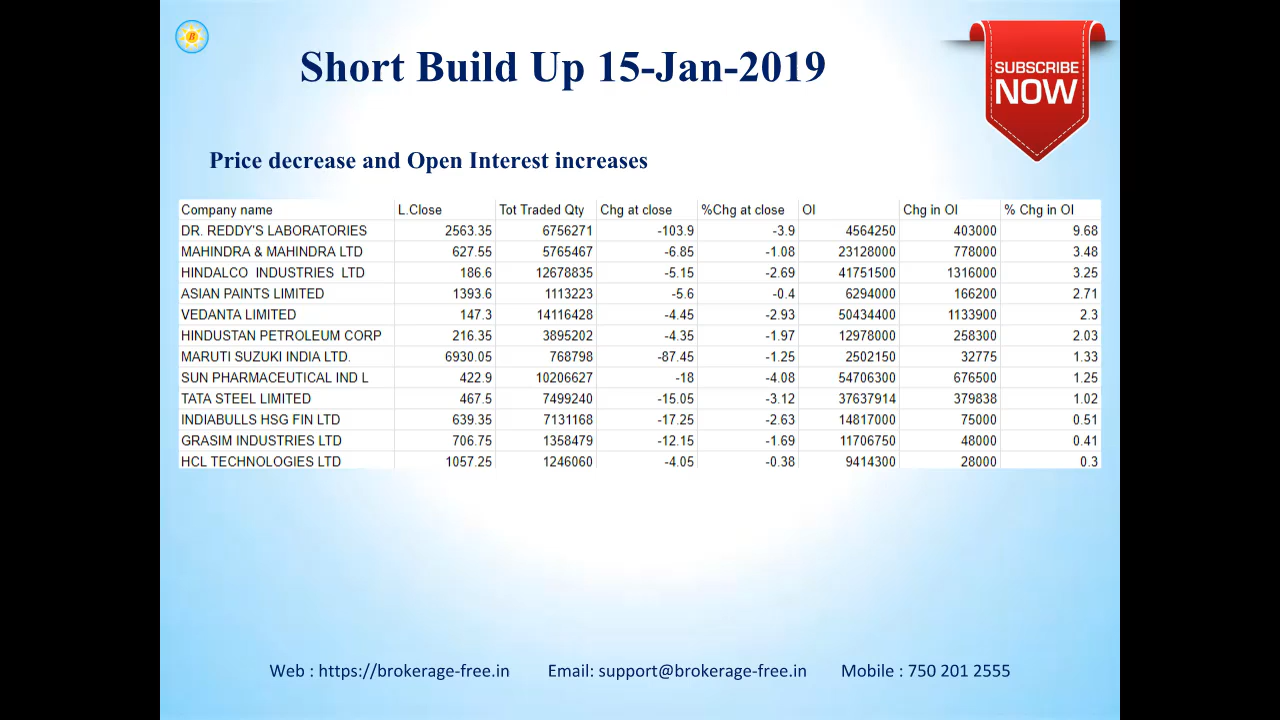 B
Short Build Up 15-Jan-2019
SUBSCRIBE
NOW
Price decrease and Open Interest increases
Company name L.Close Tot Traded Qty Chg at close %Chg at close OI Chg in OI % Chg in OI
DR. REDDY'S LABORATORIES 2563.35 6756271 -103.9 -3.9 4564250 403000 9.68
MAHINDRA & MAHINDRA LTD 627.55 5765467 -6.85 -1.08 23128000 778000 3.48
HINDALCO INDUSTRIES LTD 186.6 12678835 -5.15 -2.69 41751500 1316000 3.25
ASIAN PAINTS LIMITED 1393.6 1113223 -5.6 -0.4 6294000 166200 2.71
VEDANTA LIMITED 147.3 14116428 -4.45 -2.93 50434400 1133900 2.3
HINDUSTAN PETROLEUM CORP 216.35 3895202 -4.35 -1.97 12978000 258300 2.03
MARUTI SUZUKI INDIA LTD. 6930.05 768798 -87.45 -1.25 2502150 32775 1.33
SUN PHARMACEUTICAL IND L 422.9 10206627 -18 -4.08 54706300 676500 1.25
TATA STEEL LIMITED 467.5 7499240 -15.05 -3.12 37637914 379838 1.02
INDIABULLS HSG FIN LTD 639.35 7131168 -17.25 -2.63 14817000 75000 0.51
GRASIM INDUSTRIES LTD 706.75 1358479 -12.15 -1.69 11706750 48000 0.41
HCL TECHNOLOGIES LTD 1057.25 1246060 -4.05 -0.38 9414300 28000 0.3
Web : https://brokerage-free.in Email: support@brokerage-free.in Mobile : 750 201 2555